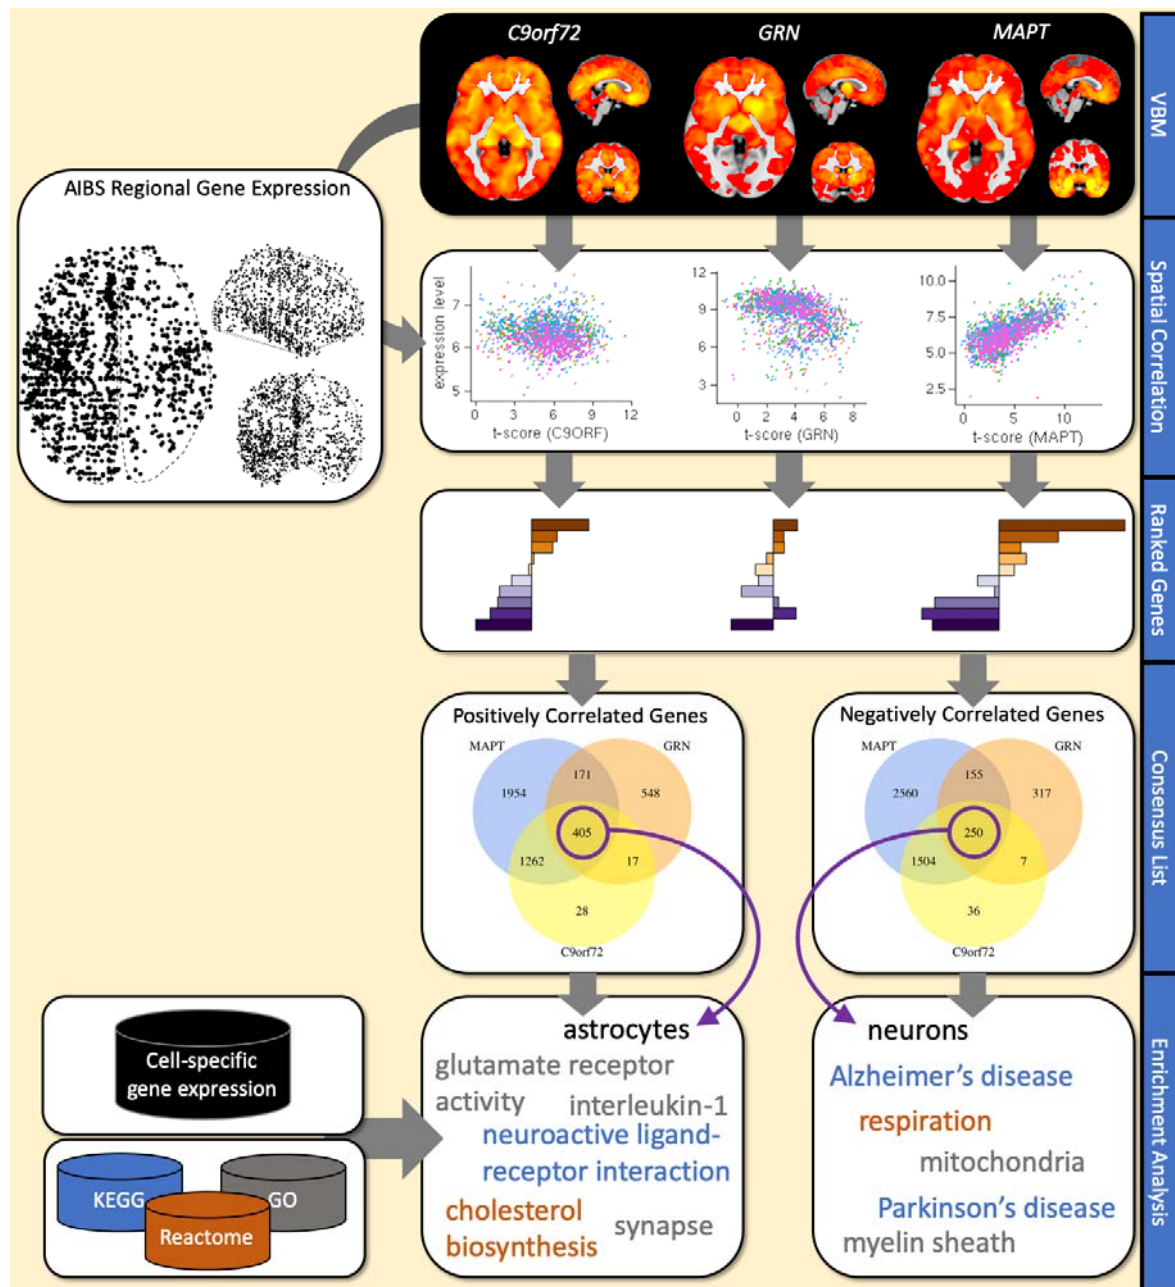 C9orf72
GRN
MAPT
VBM
AIBS Regional Gene Expression
expression level
7
6
5
0
3
6
9
12
t-score (C9ORF)
12
9
6
3
0
2
4
6
8
t-score (GRN)
10.0
7.5
5.0
2.5
0
5
10
t-score (MAPT)
Spatial Correlation
Ranked Genes
Positively Correlated Genes
MAPT
GRN
171
1954
548
405
1262
17
28
C9orf72
Negatively Correlated Genes
MAPT
GRN
155
2560
317
250
1504
7
36
C9orf72
Consensus List
Cell-specific
gene expression
KEGG
GO
Reactome
astrocytes
glutamate receptor
activity
interleukin-1
neuroactive ligand-
receptor interaction
cholesterol
biosynthesis
synapse
neurons
Alzheimer's disease
respiration
mitochondria
Parkinson's disease
myelin sheath
Enrichment Analysis